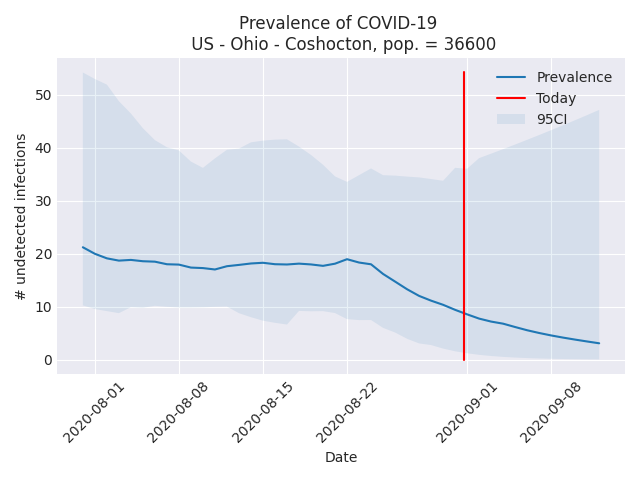 Prevalence of COVID-19
US - Ohio - Coshocton, pop. = 36600
Prevalence
Today
95CI
# undetected infections
50
40
30
20
10
0
2020-08-01
2020-08-08
2020-08-15
2020-08-22
2020-09-01
2020-09-08
Date